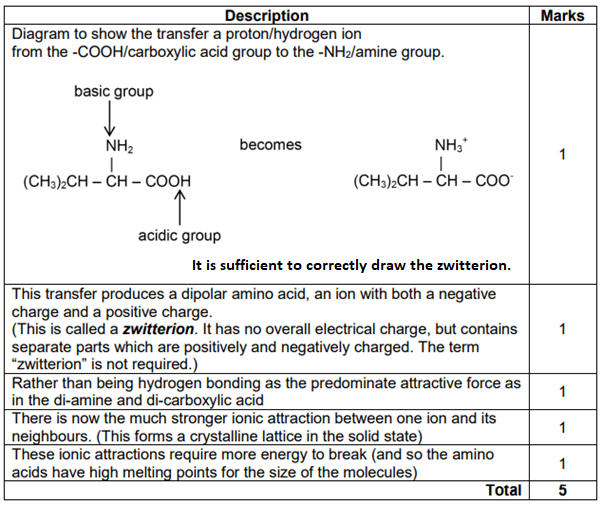 Description Marks
Diagram to show the transfer a proton/hydrogen ion
from the -COOH/carboxylic acid group to the -NH₂/amine group.
basic group
NH₂ becomes NH₃⁺
(CH₃)₂CH – CH – COOH (CH₃)₂CH – CH – COO⁻
1
acidic group
It is sufficient to correctly draw the zwitterion.
This transfer produces a dipolar amino acid, an ion with both a negative
charge and a positive charge.
(This is called a zwitterion. It has no overall electrical charge, but contains
separate parts which are positively and negatively charged. The term
“zwitterion” is not required.)
1
Rather than being hydrogen bonding as the predominate attractive force as
in the di-amine and di-carboxylic acid
1
There is now the much stronger ionic attraction between one ion and its
neighbours. (This forms a crystalline lattice in the solid state)
1
These ionic attractions require more energy to break (and so the amino
acids have high melting points for the size of the molecules)
1
Total 5